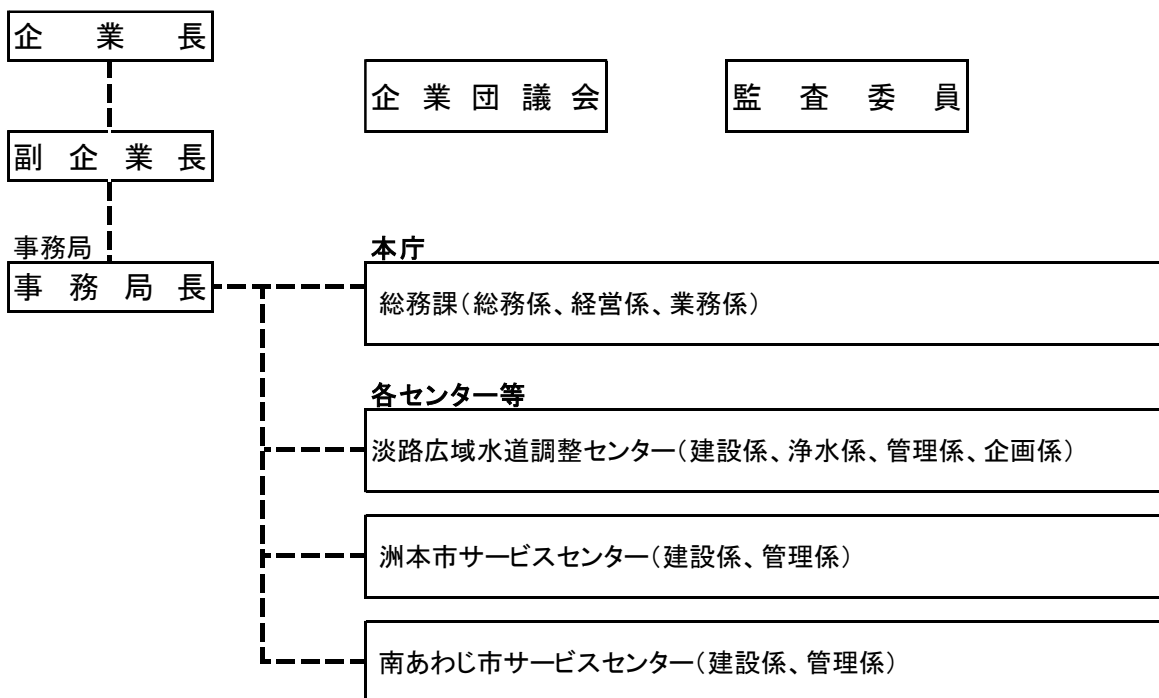 企業長
企業団議会
監査委員
副企業長
事務局
事務局長
本庁
総務課（総務係、経営係、業務係）
各センター等
淡路広域水道調整センター（建設係、浄水係、管理係、企画係）
洲本市サービスセンター（建設係、管理係）
南あわじ市サービスセンター（建設係、管理係）